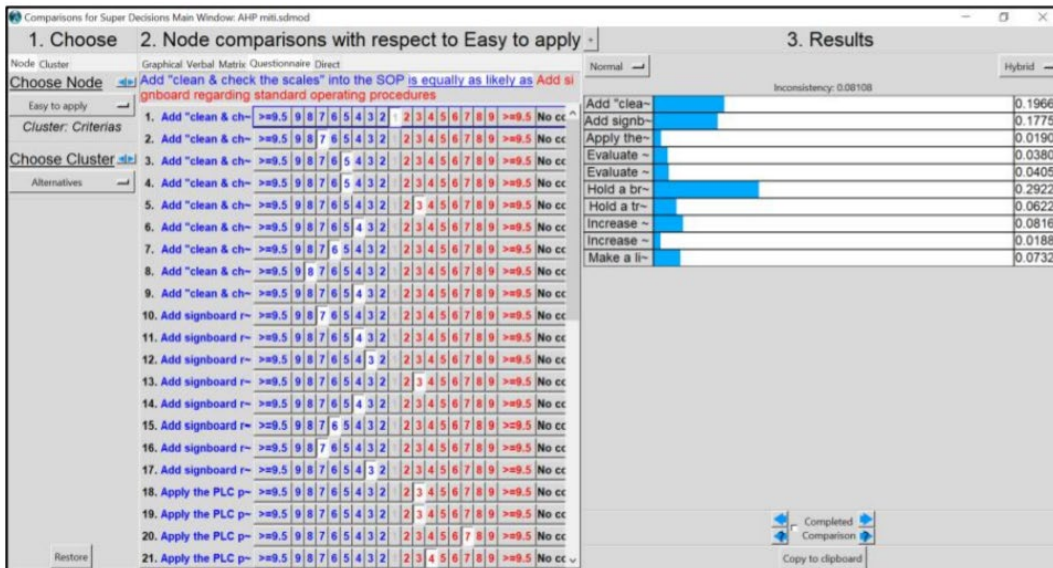 Comparisons for Super Decisions Main Window: AHP miti.sdmod
1. Choose
2. Node comparisons with respect to Easy to apply
3. Results
Node Cluster
Choose Node
Easy to apply
Cluster: Criterias
Choose Cluster
Alternatives
Restore
Graphical Verbal Matrix Questionnaire Direct
Add "clean & check the scales" into the SOP is equally as likely as Add si
gnboard regarding standard operating procedures
1. Add "clean & ch~ >=9.5 9 8 7 6 5 4 3 2 1 2 3 4 5 6 7 8 9 >=9.5 No cc
2. Add "clean & ch~ >=9.5 9 8 7 6 5 4 3 2 1 2 3 4 5 6 7 8 9 >=9.5 No cc
3. Add "clean & ch~ >=9.5 9 8 7 6 5 4 3 2 1 2 3 4 5 6 7 8 9 >=9.5 No cc
4. Add "clean & ch~ >=9.5 9 8 7 6 5 4 3 2 1 2 3 4 5 6 7 8 9 >=9.5 No cc
5. Add "clean & ch~ >=9.5 9 8 7 6 5 4 3 2 1 2 3 4 5 6 7 8 9 >=9.5 No cc
6. Add "clean & ch~ >=9.5 9 8 7 6 5 4 3 2 1 2 3 4 5 6 7 8 9 >=9.5 No cc
7. Add "clean & ch~ >=9.5 9 8 7 6 5 4 3 2 1 2 3 4 5 6 7 8 9 >=9.5 No cc
8. Add "clean & ch~ >=9.5 9 8 7 6 5 4 3 2 1 2 3 4 5 6 7 8 9 >=9.5 No cc
9. Add "clean & ch~ >=9.5 9 8 7 6 5 4 3 2 1 2 3 4 5 6 7 8 9 >=9.5 No cc
10. Add signboard r~ >=9.5 9 8 7 6 5 4 3 2 1 2 3 4 5 6 7 8 9 >=9.5 No cc
11. Add signboard r~ >=9.5 9 8 7 6 5 4 3 2 1 2 3 4 5 6 7 8 9 >=9.5 No cc
12. Add signboard r~ >=9.5 9 8 7 6 5 4 3 2 1 2 3 4 5 6 7 8 9 >=9.5 No cc
13. Add signboard r~ >=9.5 9 8 7 6 5 4 3 2 1 2 3 4 5 6 7 8 9 >=9.5 No cc
14. Add signboard r~ >=9.5 9 8 7 6 5 4 3 2 1 2 3 4 5 6 7 8 9 >=9.5 No cc
15. Add signboard r~ >=9.5 9 8 7 6 5 4 3 2 1 2 3 4 5 6 7 8 9 >=9.5 No cc
16. Add signboard r~ >=9.5 9 8 7 6 5 4 3 2 1 2 3 4 5 6 7 8 9 >=9.5 No cc
17. Add signboard r~ >=9.5 9 8 7 6 5 4 3 2 1 2 3 4 5 6 7 8 9 >=9.5 No cc
18. Apply the PLC p~ >=9.5 9 8 7 6 5 4 3 2 1 2 3 4 5 6 7 8 9 >=9.5 No cc
19. Apply the PLC p~ >=9.5 9 8 7 6 5 4 3 2 1 2 3 4 5 6 7 8 9 >=9.5 No cc
20. Apply the PLC p~ >=9.5 9 8 7 6 5 4 3 2 1 2 3 4 5 6 7 8 9 >=9.5 No cc
21. Apply the PLC p~ >=9.5 9 8 7 6 5 4 3 2 1 2 3 4 5 6 7 8 9 >=9.5 No cc
Normal
Hybrid
Inconsistency: 0.08108
Add "clea~ 0.1966
Add signb~ 0.1775
Apply the~ 0.0190
Evaluate ~ 0.0380
Evaluate ~ 0.0405
Hold a br~ 0.2922
Hold a tr~ 0.0622
Increase ~ 0.0816
Increase ~ 0.0188
Make a li~ 0.0732
Completed
Comparison
Copy to clipboard